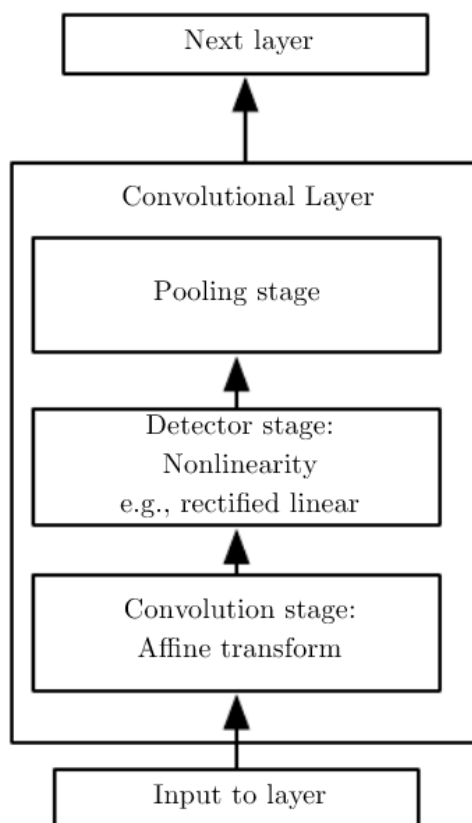 Next layer
Convolutional Layer
Pooling stage
Detector stage:
Nonlinearity
e.g., rectified linear
Convolution stage:
Affine transform
Input to layer